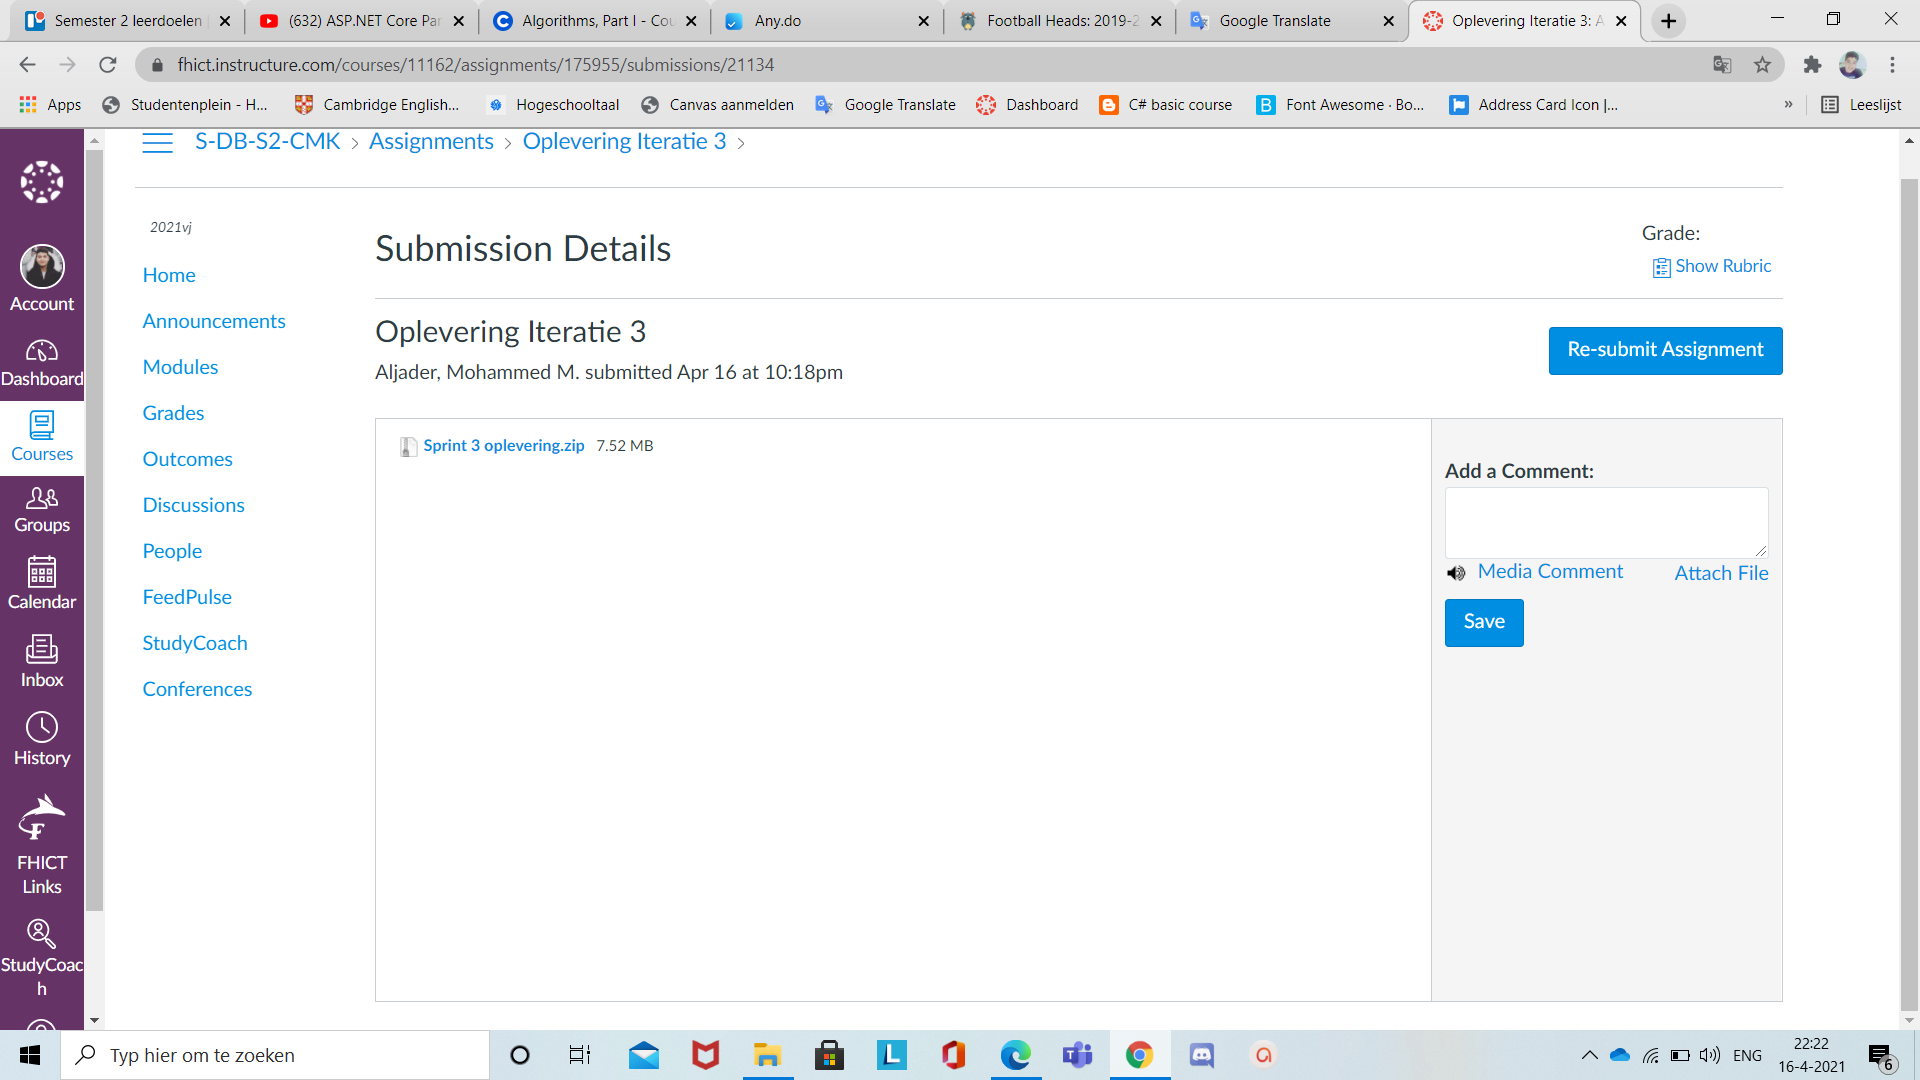 Semester 2 leerdoelen
(632) ASP.NET Core Par
Algorithms, Part I - Cou
Any.do
Football Heads: 2019-2
Google Translate
Oplevering Iteratie 3: A
fhict.instructure.com/courses/11162/assignments/175955/submissions/21134
Apps
Studentenplein - H...
Cambridge English...
Hogeschooltaal
Canvas aanmelden
Google Translate
Dashboard
C# basic course
Font Awesome · Bo...
Address Card Icon |...
»
Leeslijst
S-DB-S2-CMK > Assignments > Oplevering Iteratie 3 >
Account
Dashboard
Courses
Groups
Calendar
Inbox
History
FHICT
Links
StudyCoac
h
2021vj
Home
Announcements
Modules
Grades
Outcomes
Discussions
People
FeedPulse
StudyCoach
Conferences
Submission Details
Grade:
Show Rubric
Oplevering Iteratie 3
Aljader, Mohammed M. submitted Apr 16 at 10:18pm
Re-submit Assignment
Sprint 3 oplevering.zip 7.52 MB
Add a Comment:
Media Comment
Attach File
Save
Typ hier om te zoeken
ENG
22:22
16-4-2021
6